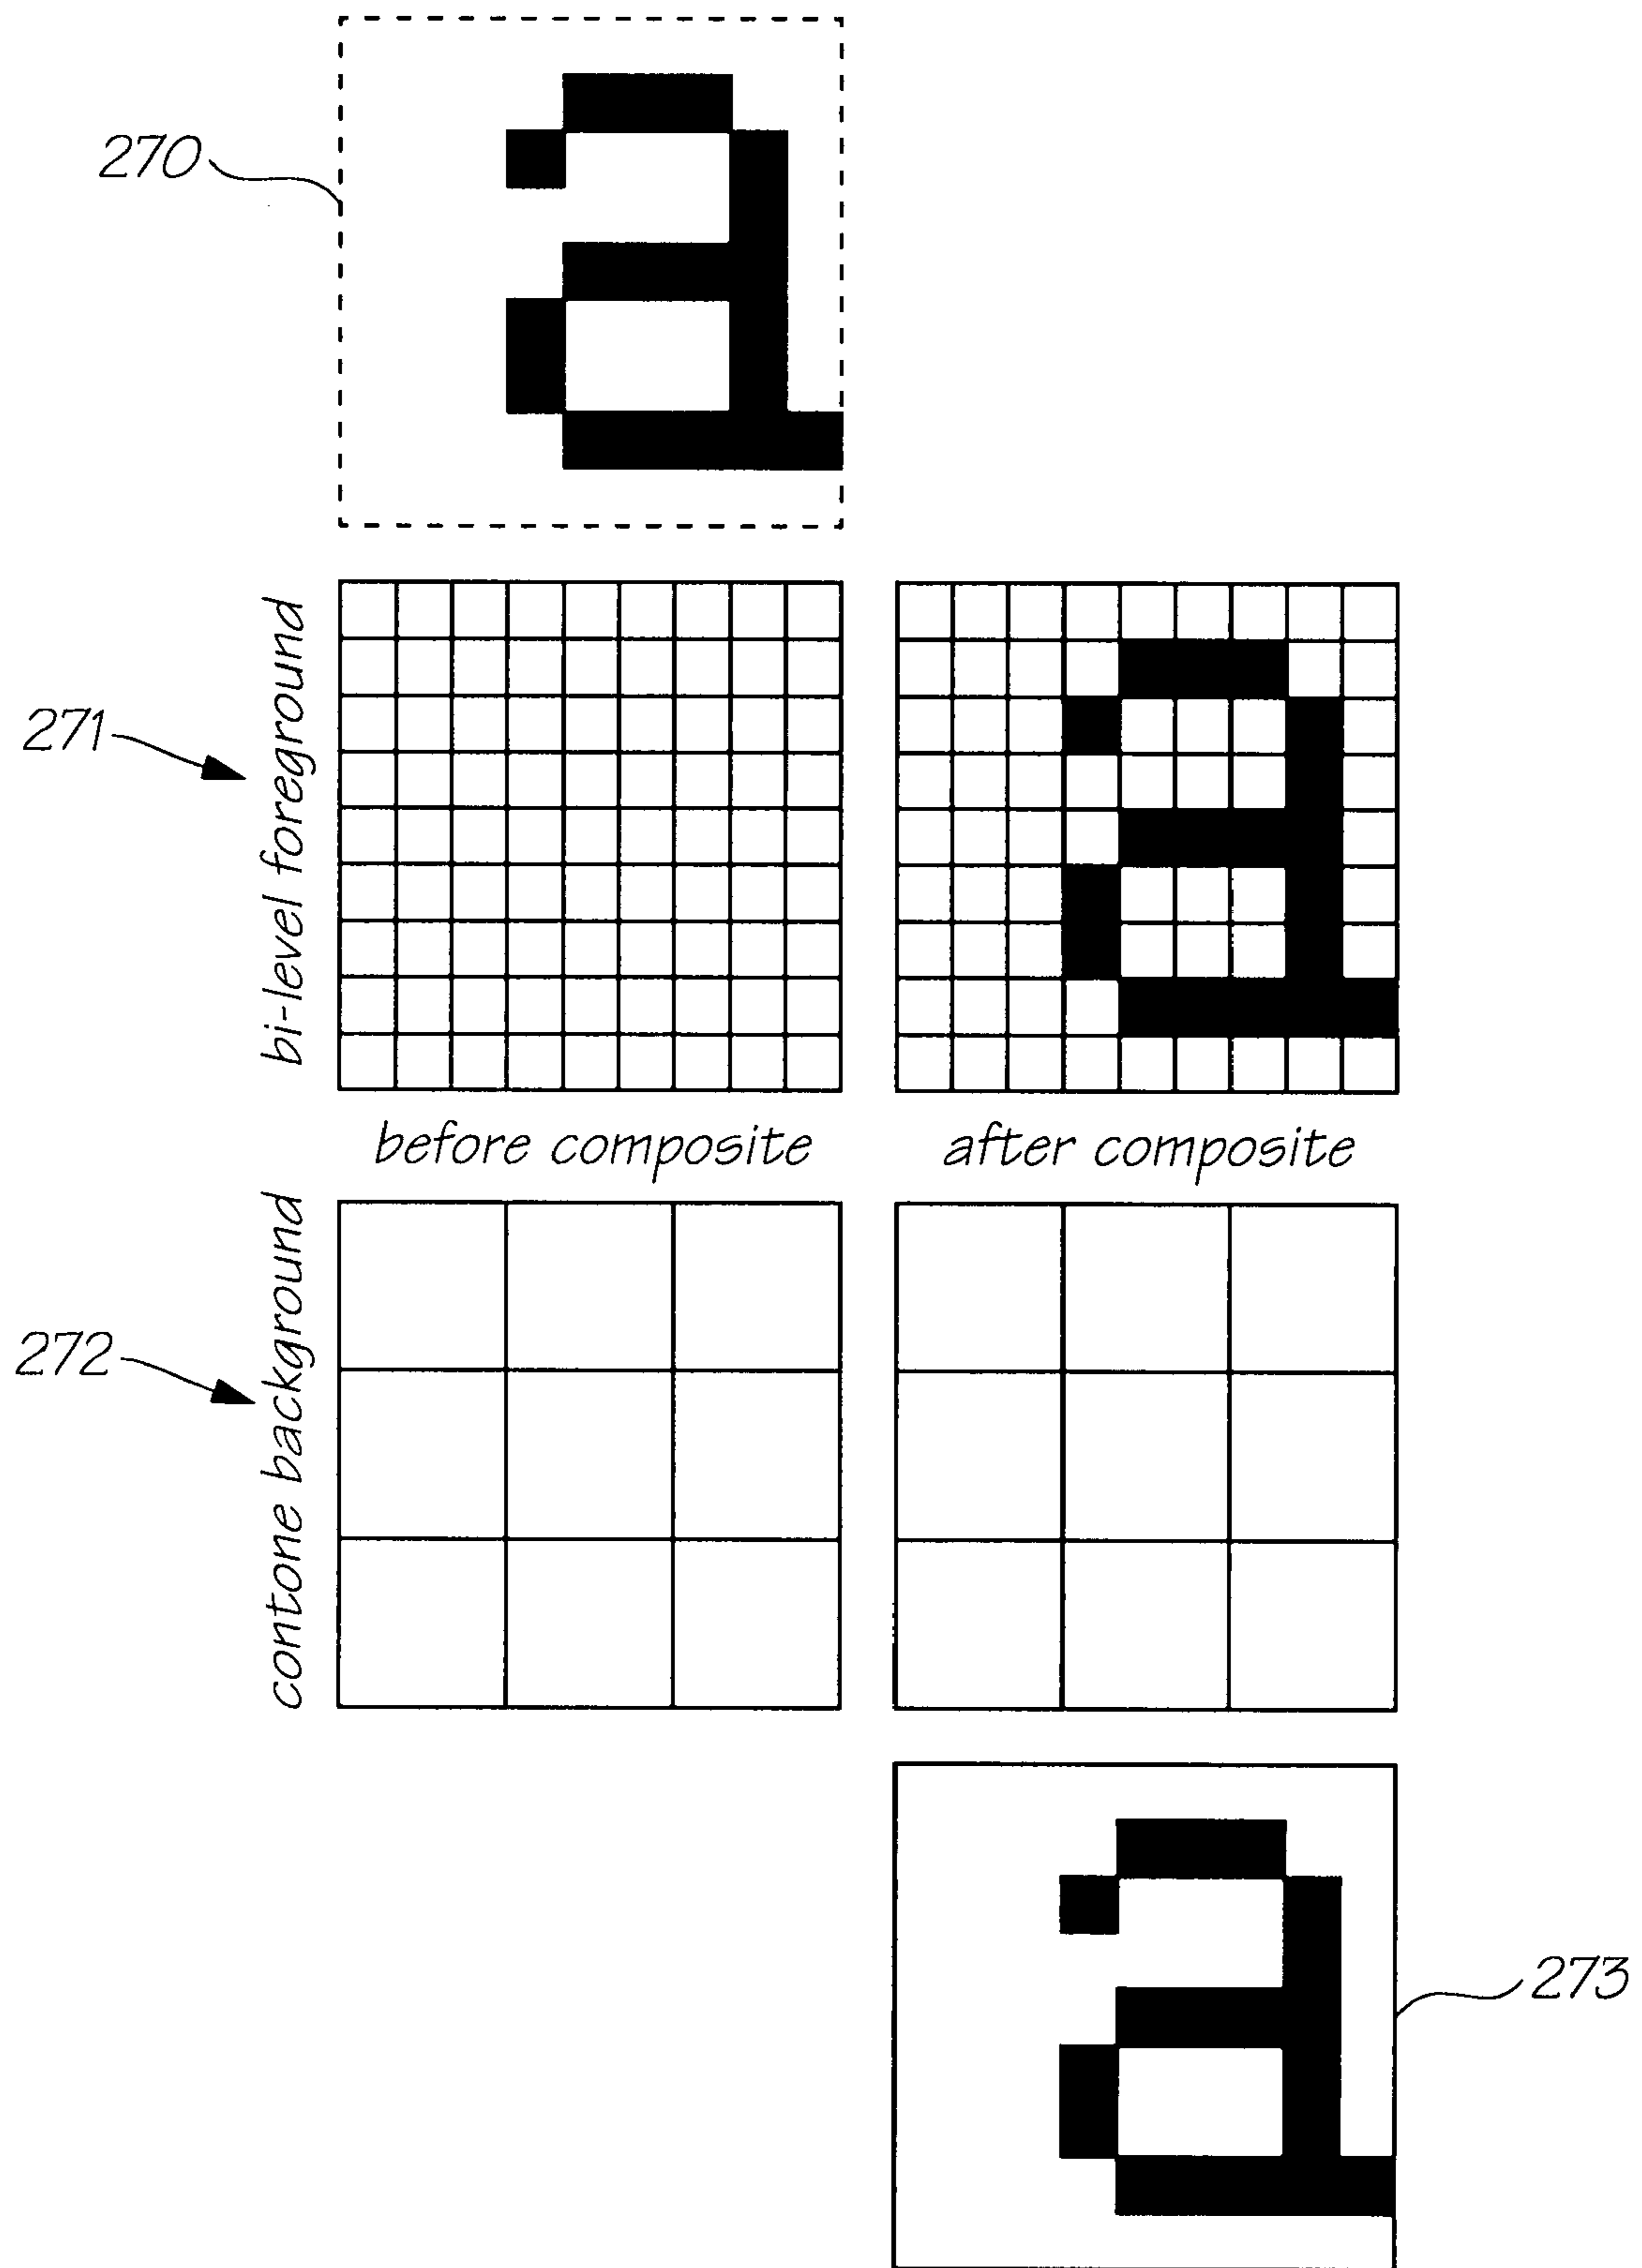 270
a
271
bi-level foreground
a
before composite
after composite
272
contone background
a
273